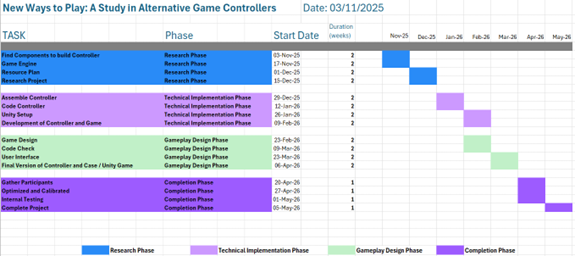 New Ways to Play: A Study in Alternative Game Controllers Date: 03/11/2025
TASK Phase Start Date Duration (weeks) Nov-25 Dec-25 Jan-26 Feb-26 Mar-26 Apr-26 May-26
Find Components to build Controller Research Phase 03-Nov-25 2
Game Engine Research Phase 17-Nov-25 2
Resource Plan Research Phase 01-Dec-25 2
Research Project Research Phase 15-Dec-25 2
Assemble Controller Technical Implementation Phase 29-Dec-25 2
Code Controller Technical Implementation Phase 12-Jan-26 2
Unity Setup Technical Implementation Phase 26-Jan-26 2
Development of Controller and Game Technical Implementation Phase 09-Feb-26 2
Game Design Gameplay Design Phase 23-Feb-26 2
Code Check Gameplay Design Phase 09-Mar-26 2
User Interface Gameplay Design Phase 23-Mar-26 2
Final Version of Controller and Case / Unity Game Gameplay Design Phase 06-Apr-26 2
Gather Participants Completion Phase 20-Apr-26 1
Optimized and Calibrated Completion Phase 27-Apr-26 1
Internal Testing Completion Phase 01-May-26 1
Complete Project Completion Phase 05-May-26 1
Research Phase Technical Implementation Phase Gameplay Design Phase Completion Phase